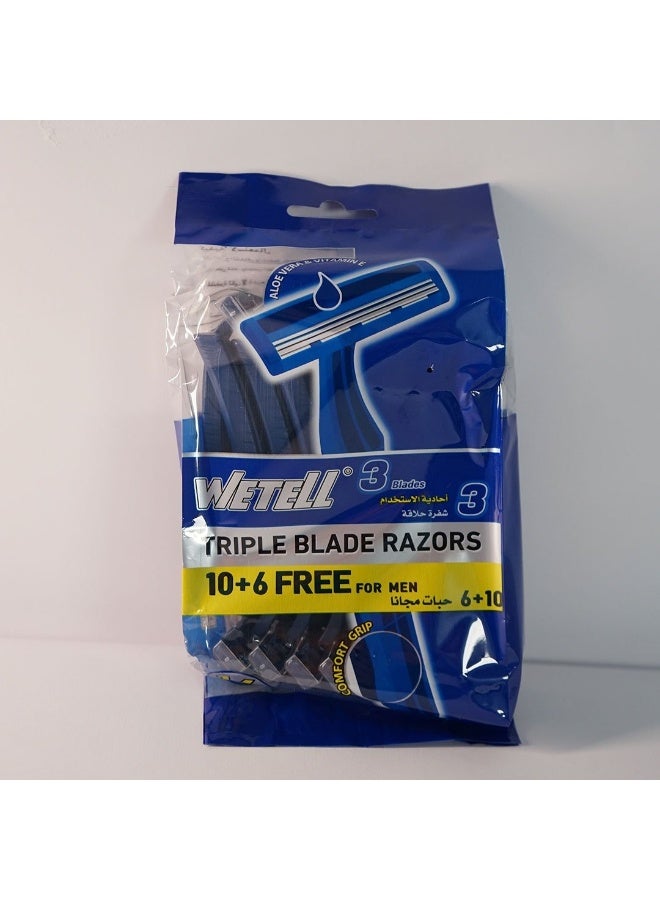 ALOE VERA & VITAMIN E
WETELL®
3 Blades
أحادية الاستخدام
شفرة حلاقة
3
TRIPLE BLADE RAZORS
10+6 FREE FOR MEN
6+10 حبات مجانا
COMFORT GRIP